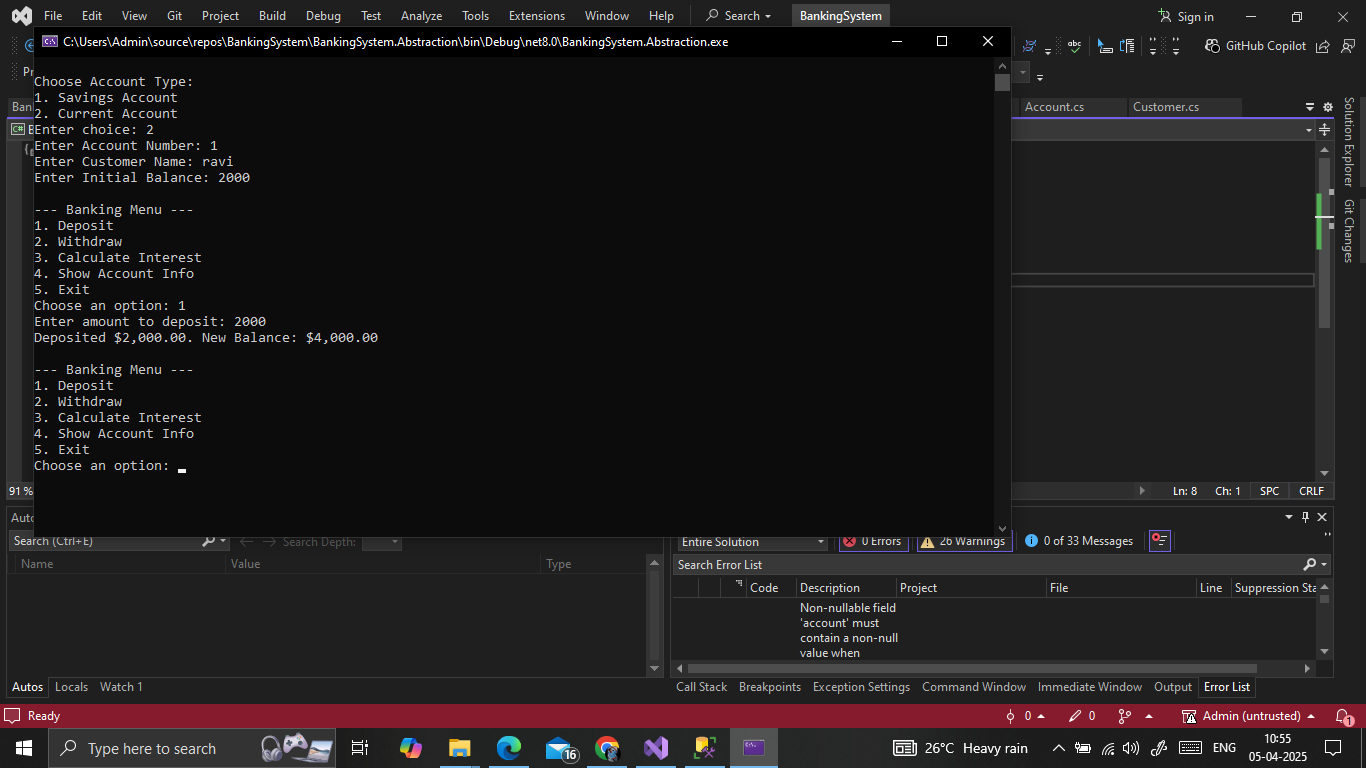 File Edit View Git Project Build Debug Test Analyze Tools Extensions Window Help Search BankingSystem Sign in
C:\Users\Admin\source\repos\BankingSystem\BankingSystem.Abstraction\bin\Debug\net8.0\BankingSystem.Abstraction.exe
GitHub Copilot
Account.cs Customer.cs
Choose Account Type:
1. Savings Account
2. Current Account
Enter choice: 2
Enter Account Number: 1
Enter Customer Name: ravi
Enter Initial Balance: 2000
--- Banking Menu ---
1. Deposit
2. Withdraw
3. Calculate Interest
4. Show Account Info
5. Exit
Choose an option: 1
Enter amount to deposit: 2000
Deposited $2,000.00. New Balance: $4,000.00
--- Banking Menu ---
1. Deposit
2. Withdraw
3. Calculate Interest
4. Show Account Info
5. Exit
Choose an option:
Solution Explorer
Git Changes
91 %
Ln: 8 Ch: 1 SPC CRLF
Search (Ctrl+E) Search Depth:
Name Value Type
Entire Solution 0 Errors 26 Warnings 0 of 33 Messages
Search Error List
Code Description Project File Line Suppression Sta
Non-nullable field
'account' must
contain a non-null
value when
Autos Locals Watch 1
Call Stack Breakpoints Exception Settings Command Window Immediate Window Output Error List
Ready
0 0 Admin (untrusted) 1
Type here to search
16
26°C Heavy rain
ENG
10:55
05-04-2025